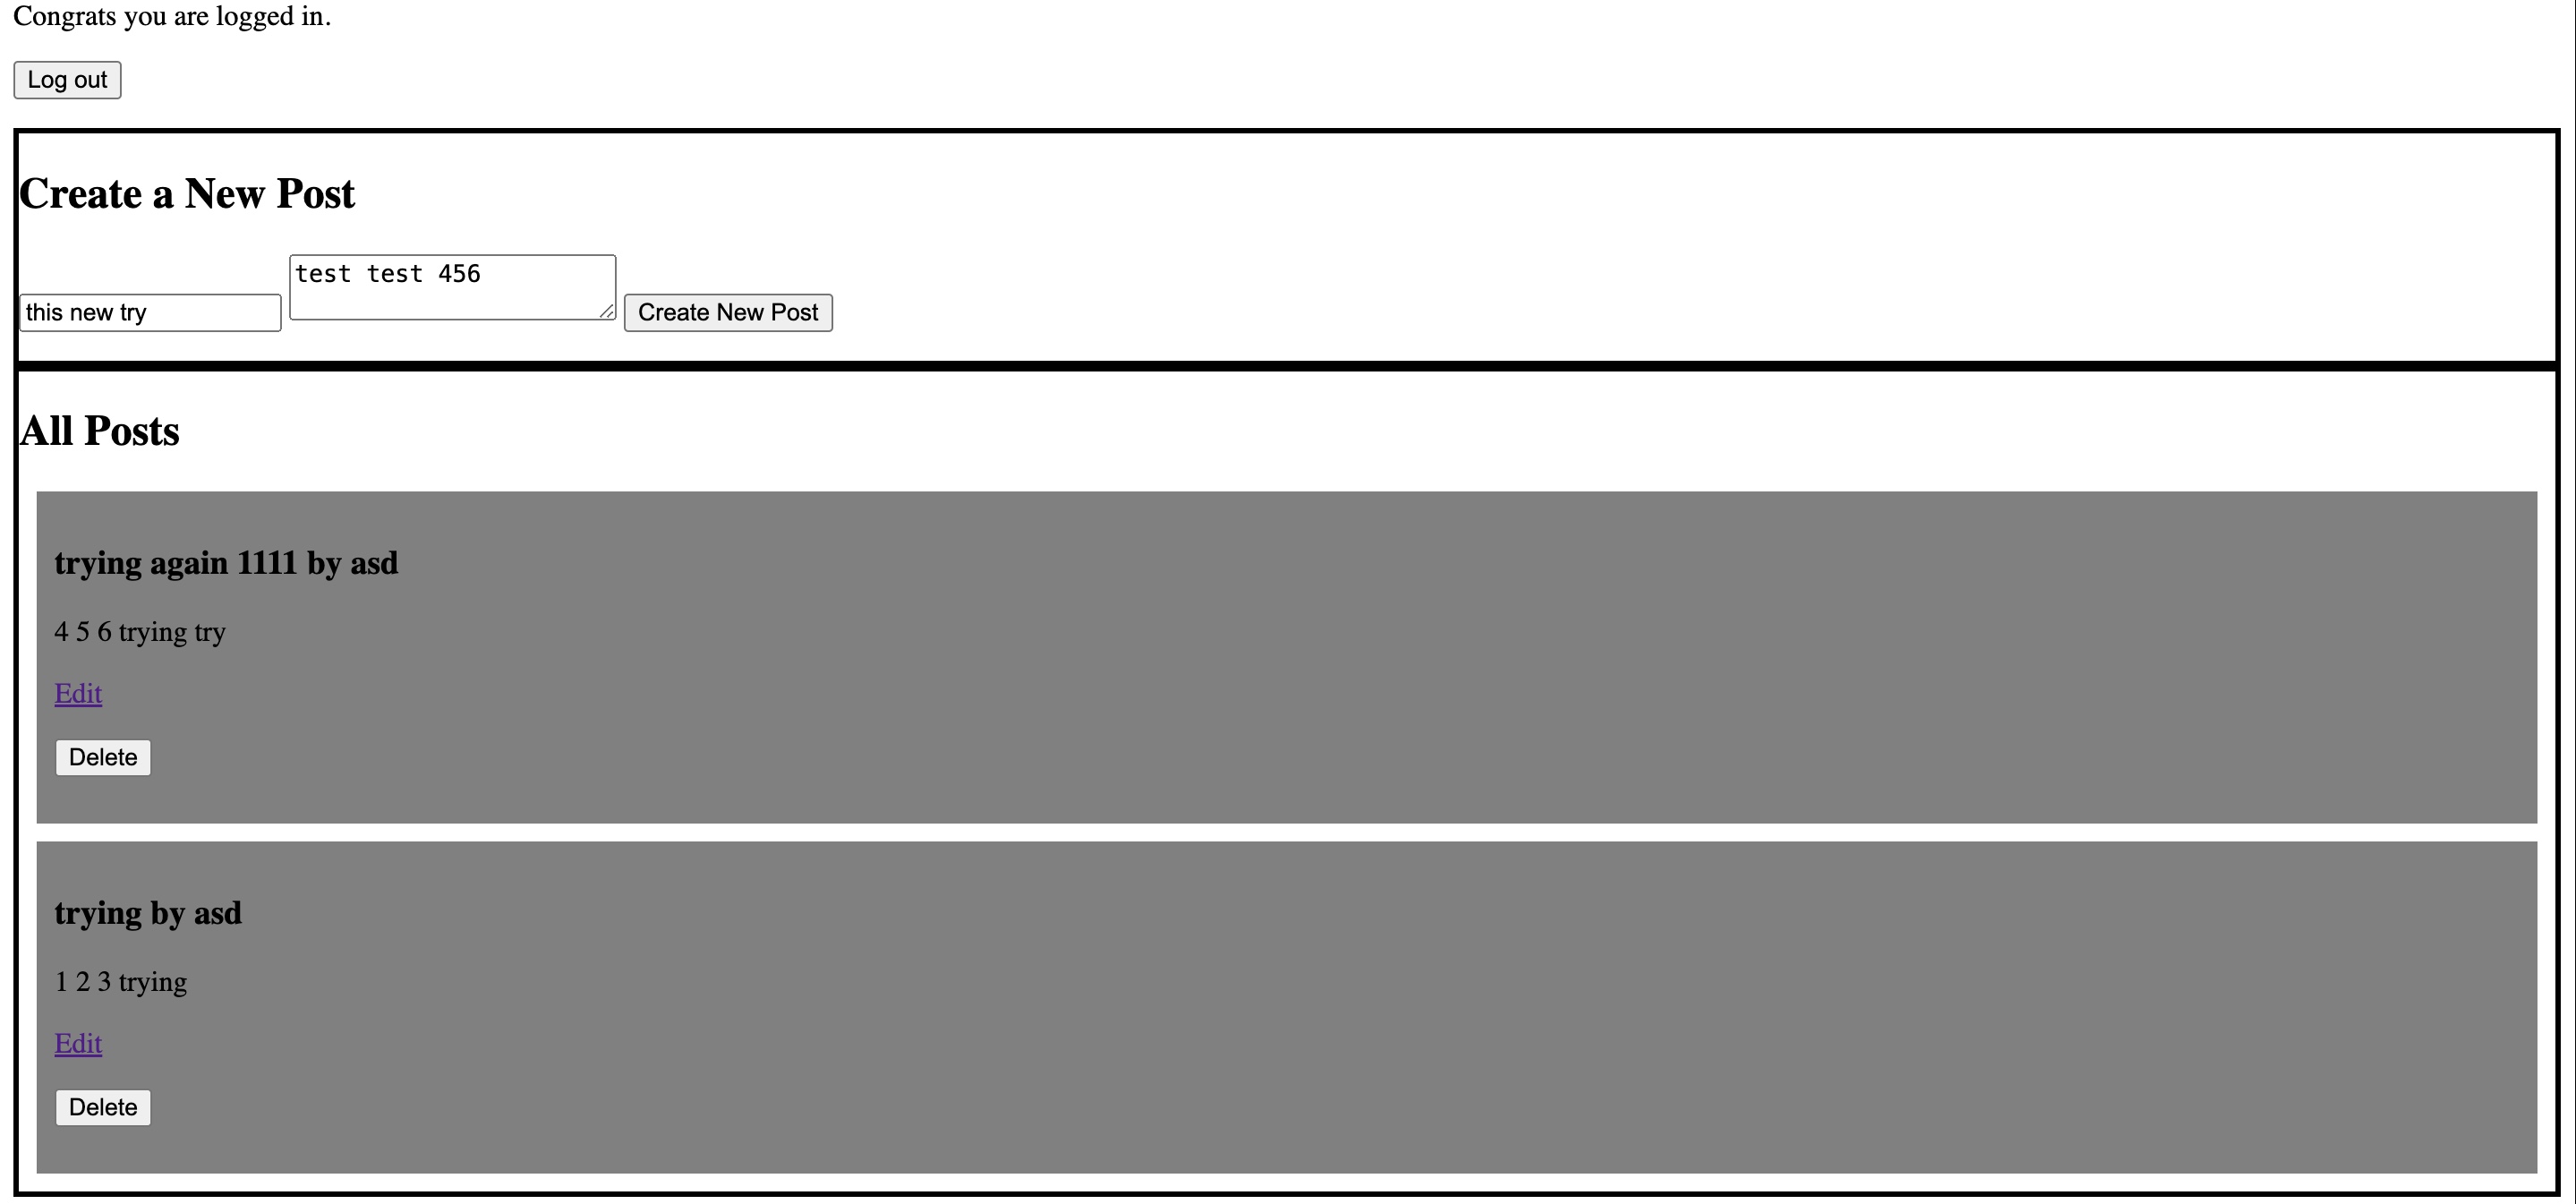 Congrats you are logged in.
Log out
Create a New Post
this new try
test test 456
Create New Post
All Posts
trying again 1111 by asd
4 5 6 trying try
Edit
Delete
trying by asd
1 2 3 trying
Edit
Delete